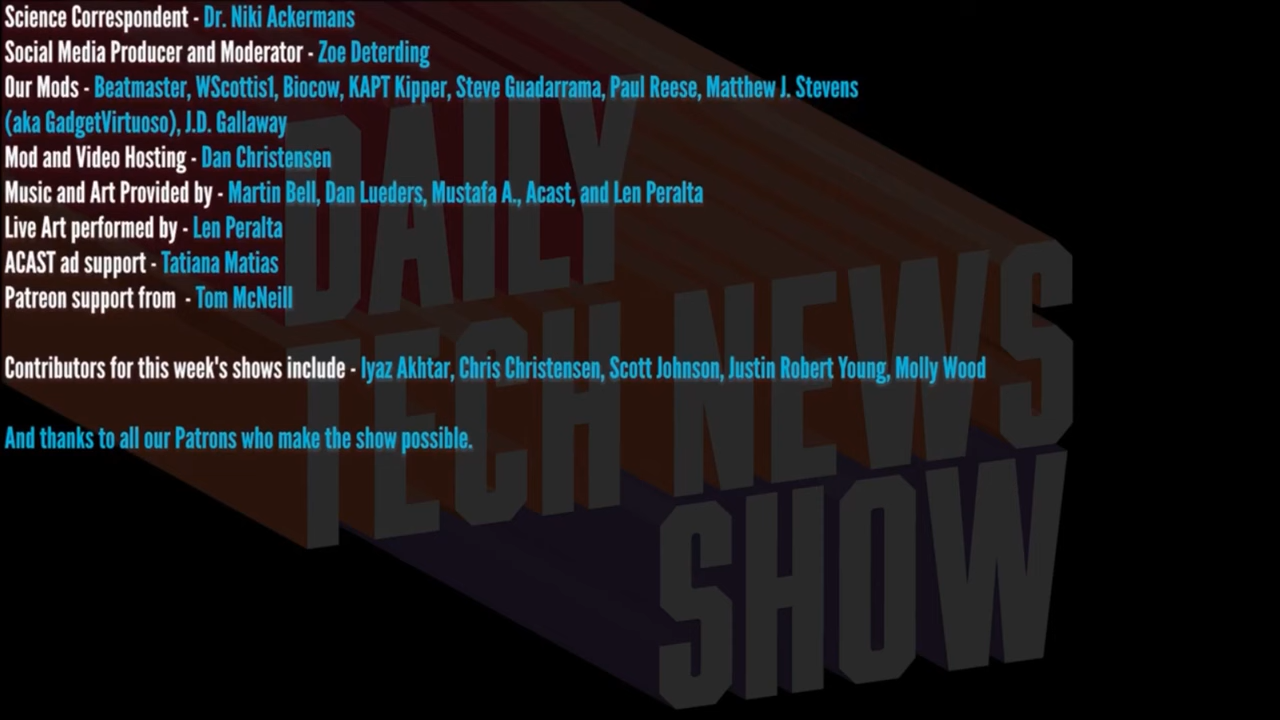 Science Correspondent - Dr. Niki Ackermans
Social Media Producer and Moderator - Zoe Deterding
Our Mods - Beatmaster, WScottis1, Biocow, KAPT Kipper, Steve Guadarrama, Paul Reese, Matthew J. Stevens
(aka GadgetVirtuoso), J.D. Gallaway
Mod and Video Hosting - Dan Christensen
Music and Art Provided by - Martin Bell, Dan Lueders, Mustafa A., Acast, and Len Peralta
Live Art performed by - Len Peralta
ACAST ad support - Tatiana Matias
Patreon support from - Tom McNeill
Contributors for this week's shows include - Iyaz Akhtar, Chris Christensen, Scott Johnson, Justin Robert Young, Molly Wood
And thanks to all our Patrons who make the show possible.
DAILY
TECH NEWS
SHOW